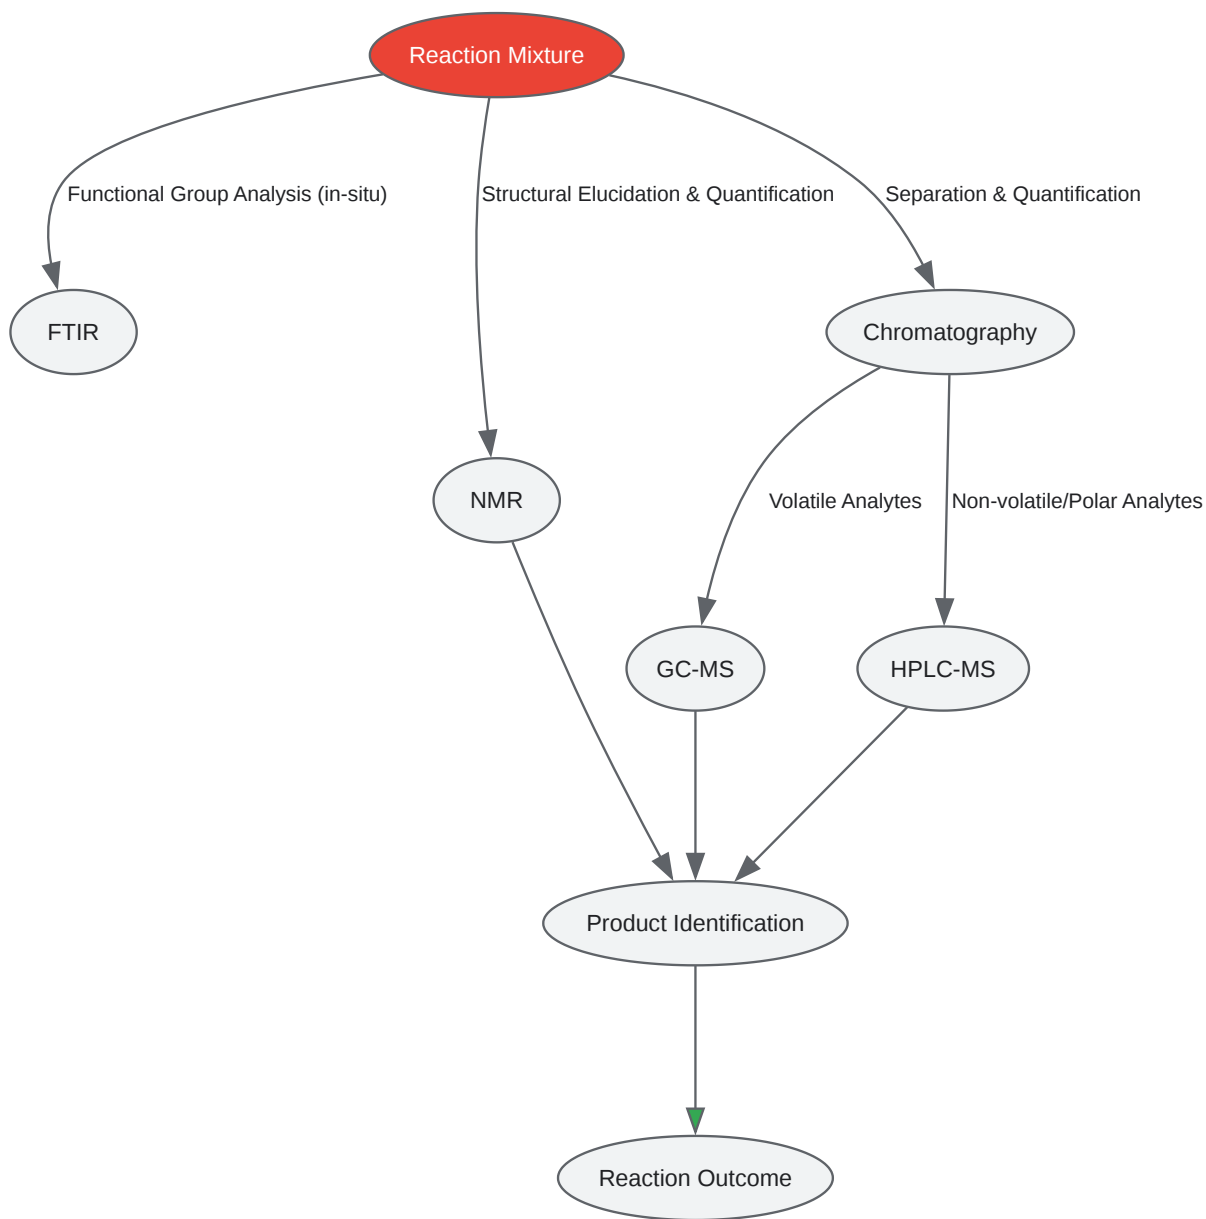 Reaction Mixture
Functional Group Analysis (in-situ)
Structural Elucidation & Quantification
Separation & Quantification
FTIR
Chromatography
NMR
Volatile Analytes
Non-volatile/Polar Analytes
GC-MS
HPLC-MS
Product Identification
Reaction Outcome